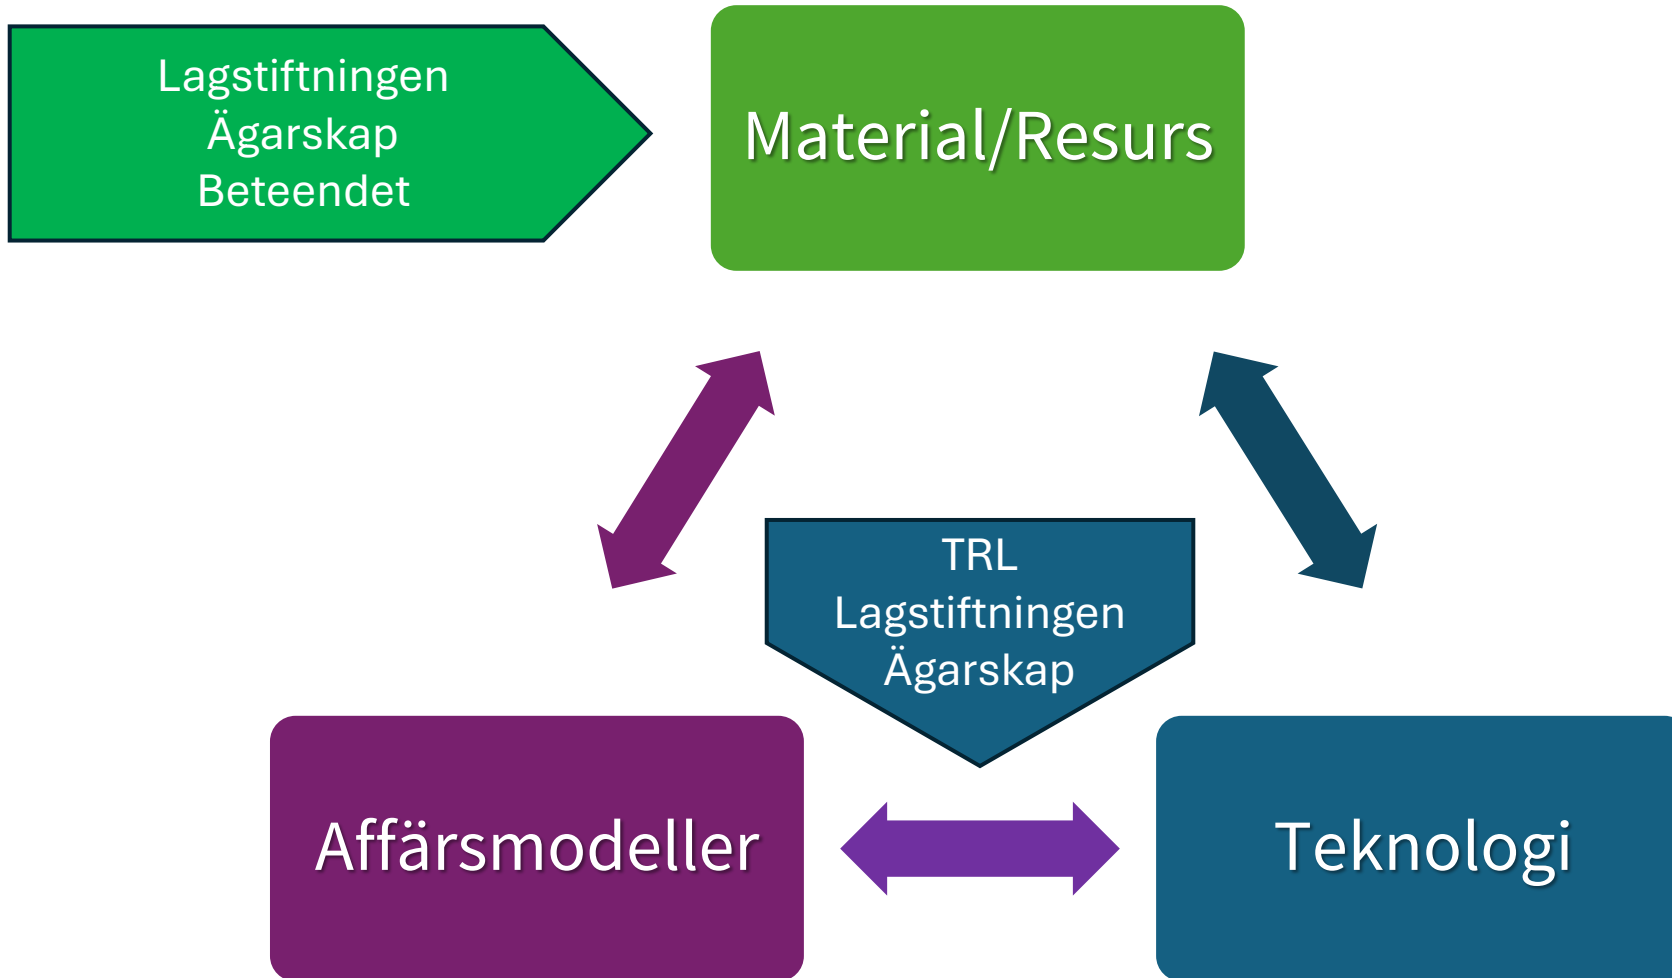 Lagstiftningen
Ägarskap
Beteendet
Material/Resurs
TRL
Lagstiftningen
Ägarskap
Affärsmodeller
Teknologi